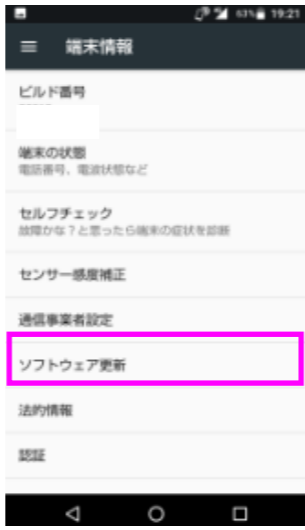 63% 19:21
端末情報
ビルド番号
端末の状態
電話番号、電波状態など
セルフチェック
故障かな?と思ったら端末の症状を診断
センサー感度補正
通信事業者設定
ソフトウェア更新
法的情報
認証